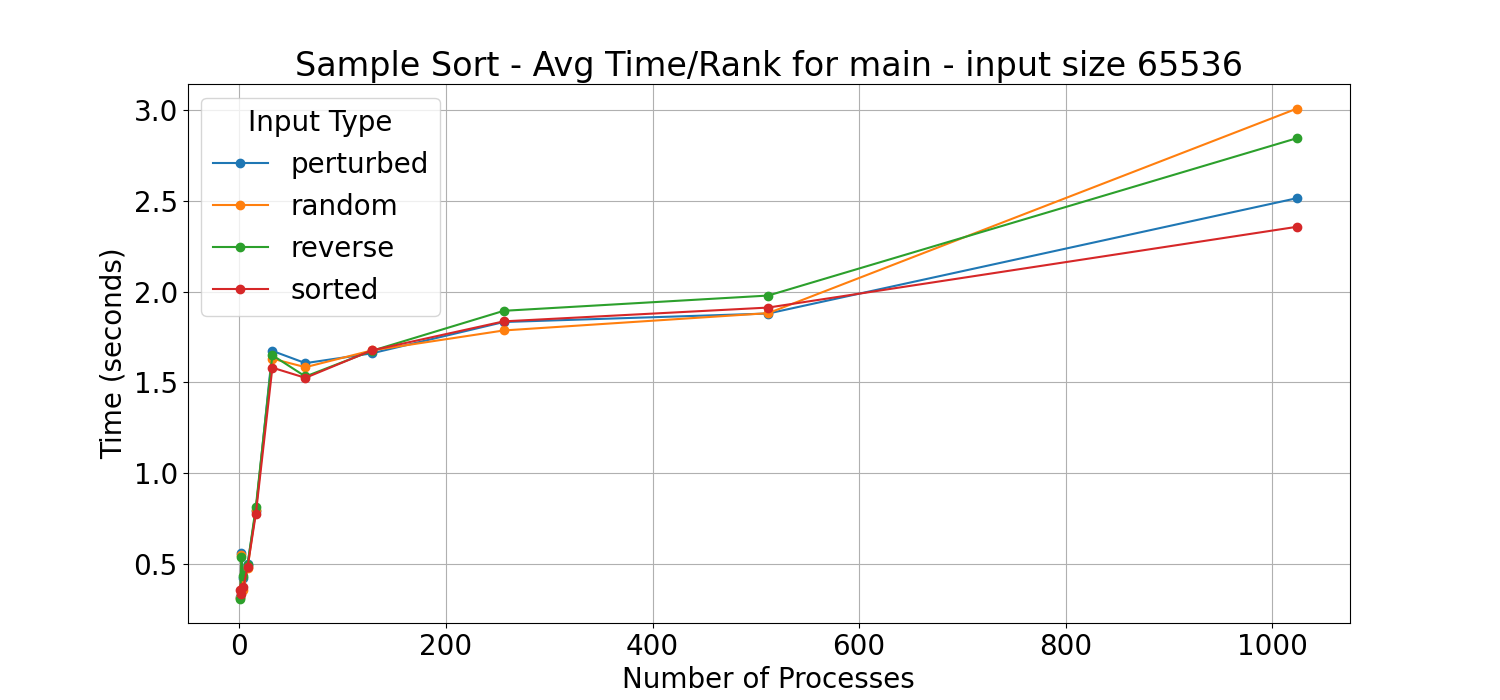 Sample Sort - Avg Time/Rank for main - input size 65536
3.0
2.5
2.0
1.5
1.0
0.5
Time (seconds)
Input Type
perturbed
random
reverse
sorted
0 200 400 600 800 1000
Number of Processes